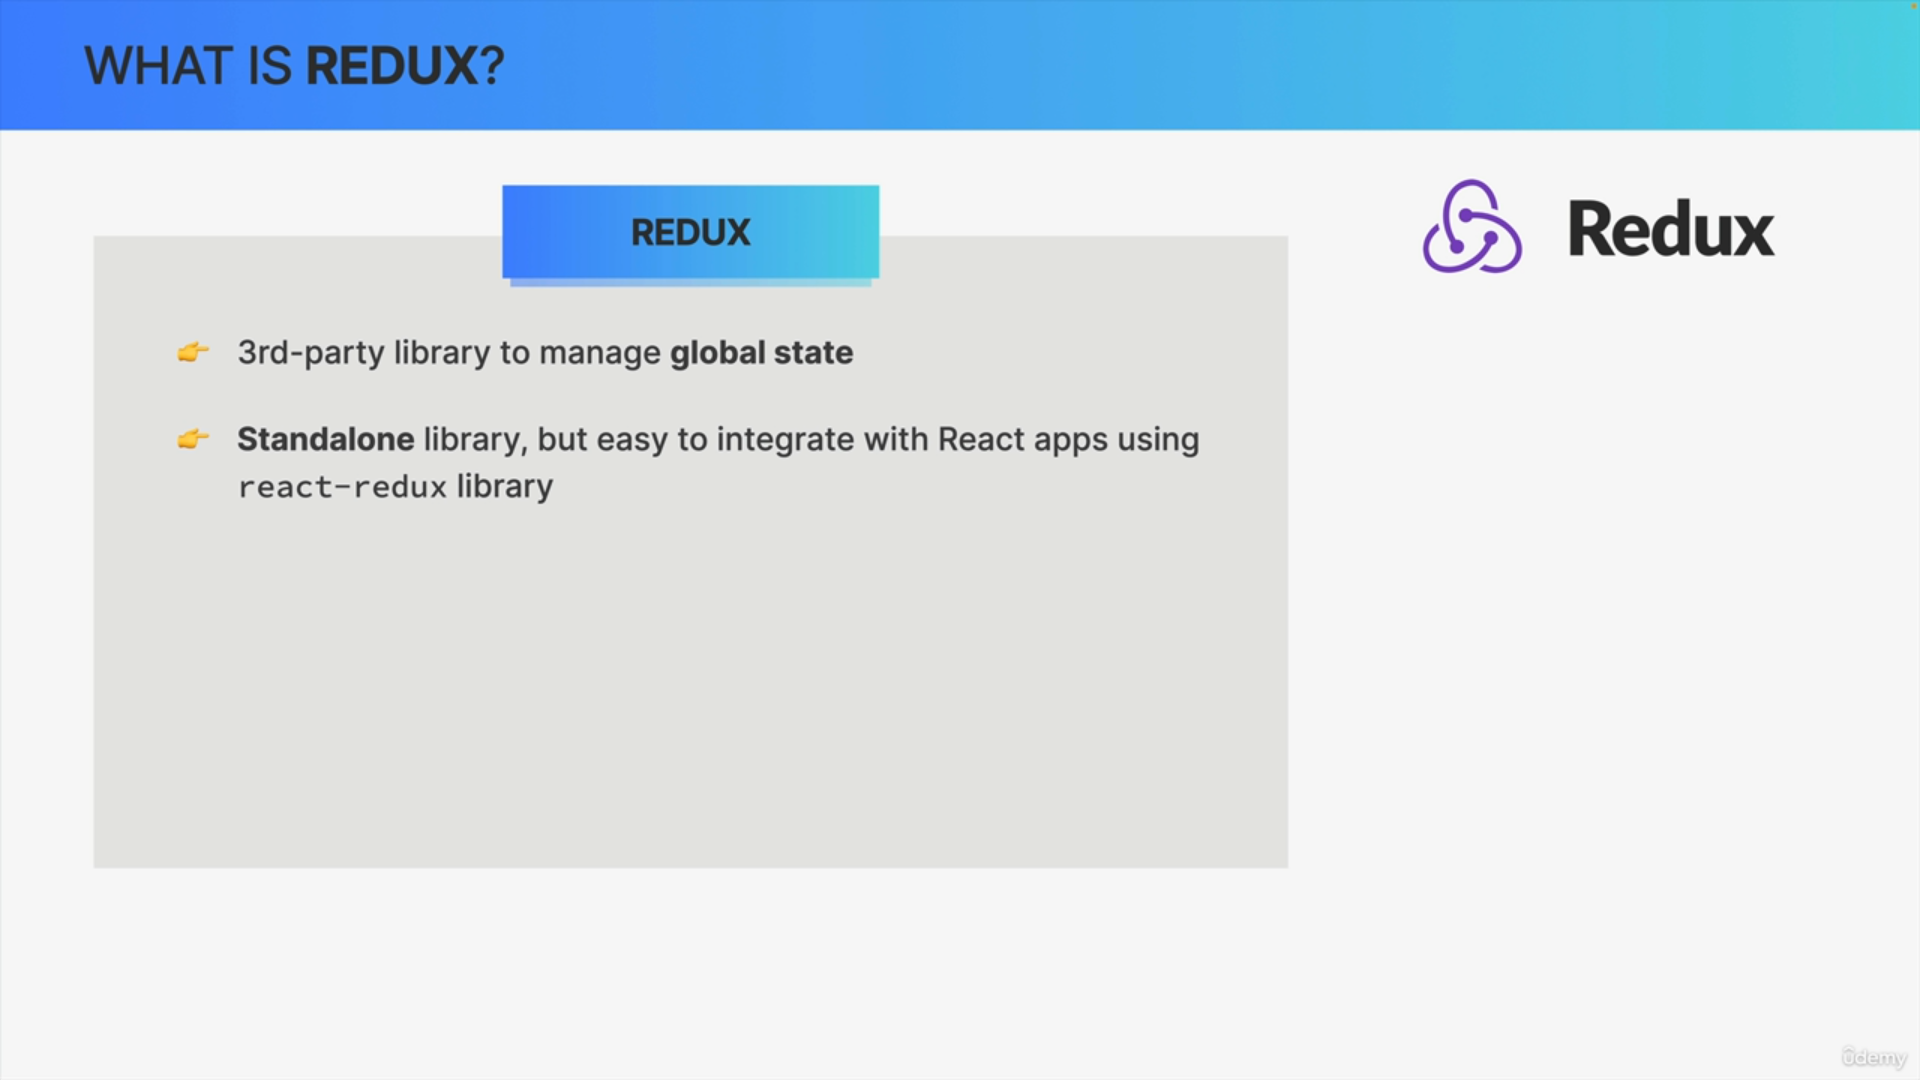 WHAT IS REDUX?
REDUX
Redux
👉 3rd-party library to manage global state
👉 Standalone library, but easy to integrate with React apps using
react-redux library
ûdemy